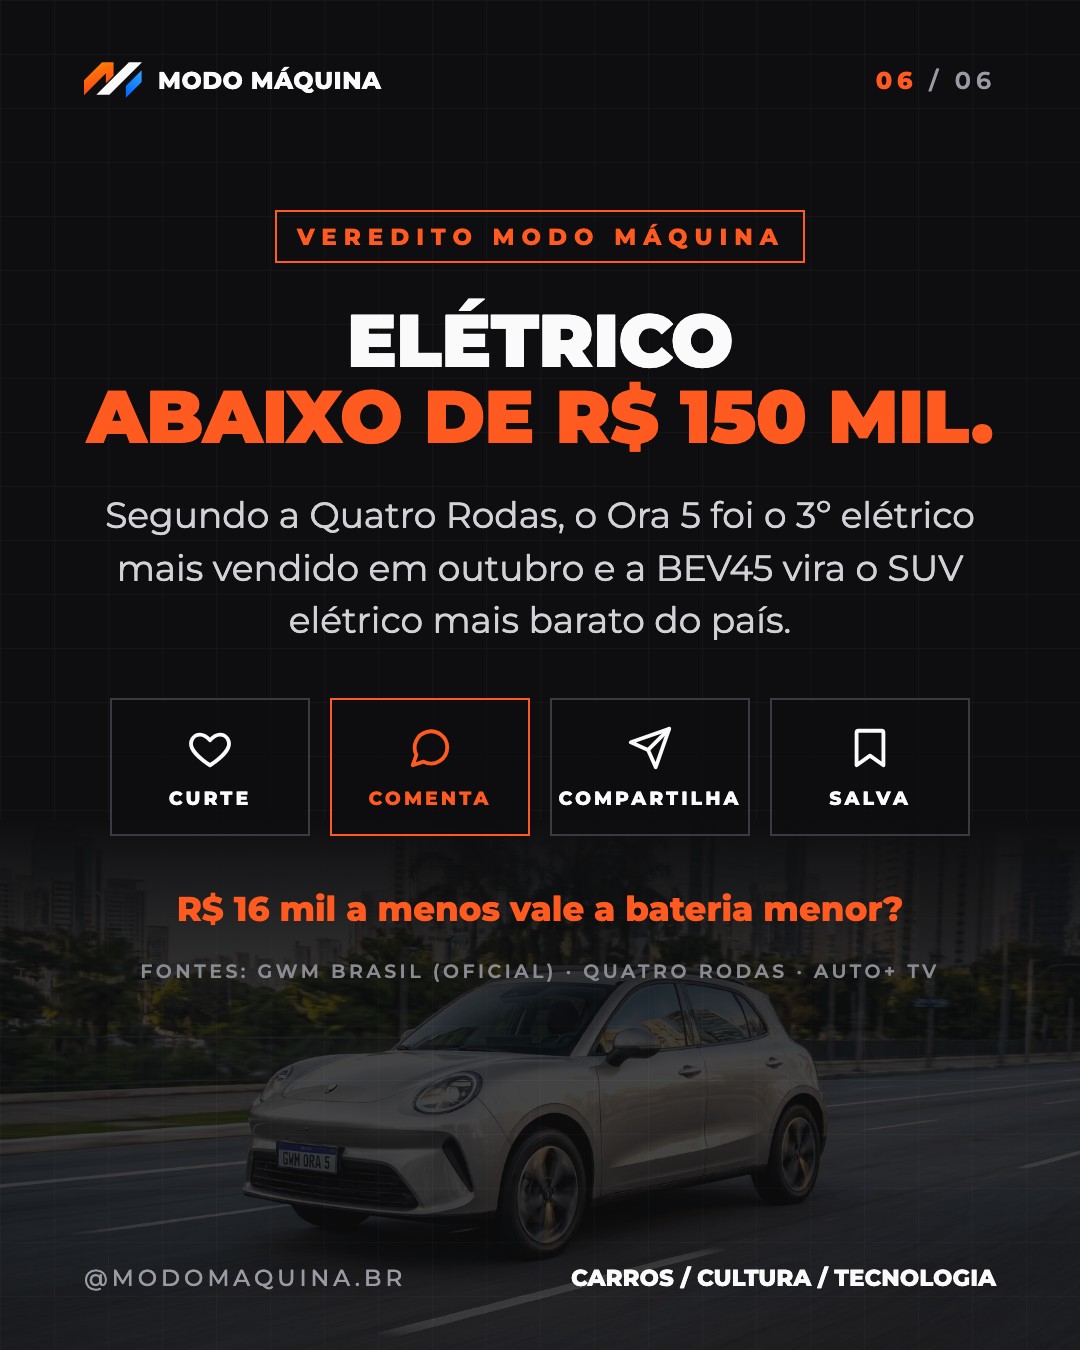 MODO MÁQUINA
06 / 06
VEREDITO MODO MÁQUINA
ELÉTRICO
ABAIXO DE R$ 150 MIL.
Segundo a Quatro Rodas, o Ora 5 foi o 3º elétrico
mais vendido em outubro e a BEV45 vira o SUV
elétrico mais barato do país.
CURTE
COMENTA
COMPARTILHA
SALVA
R$ 16 mil a menos vale a bateria menor?
FONTES: GWM BRASIL (OFICIAL) · QUATRO RODAS · AUTO+ TV
GWM ORA 5
@MODOMAQUINA.BR
CARROS / CULTURA / TECNOLOGIA